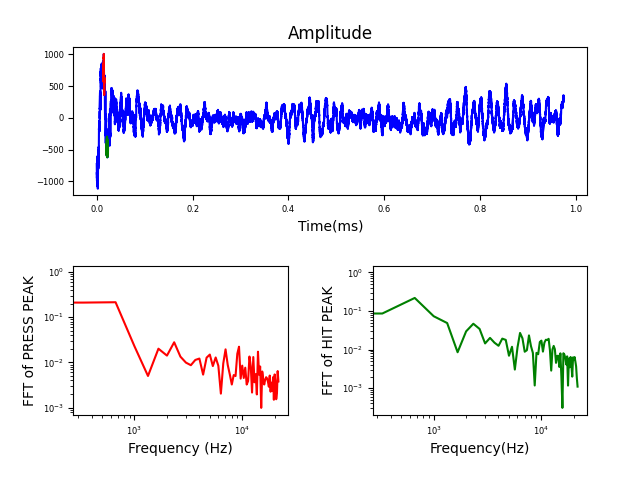 Amplitude
1000
500
0
−500
−1000
0.0 0.2 0.4 0.6 0.8 1.0
Time(ms)
FFT of PRESS PEAK
10⁰
10⁻¹
10⁻²
10⁻³
10³ 10⁴
Frequency (Hz)
FFT of HIT PEAK
10⁰
10⁻¹
10⁻²
10⁻³
10³ 10⁴
Frequency(Hz)